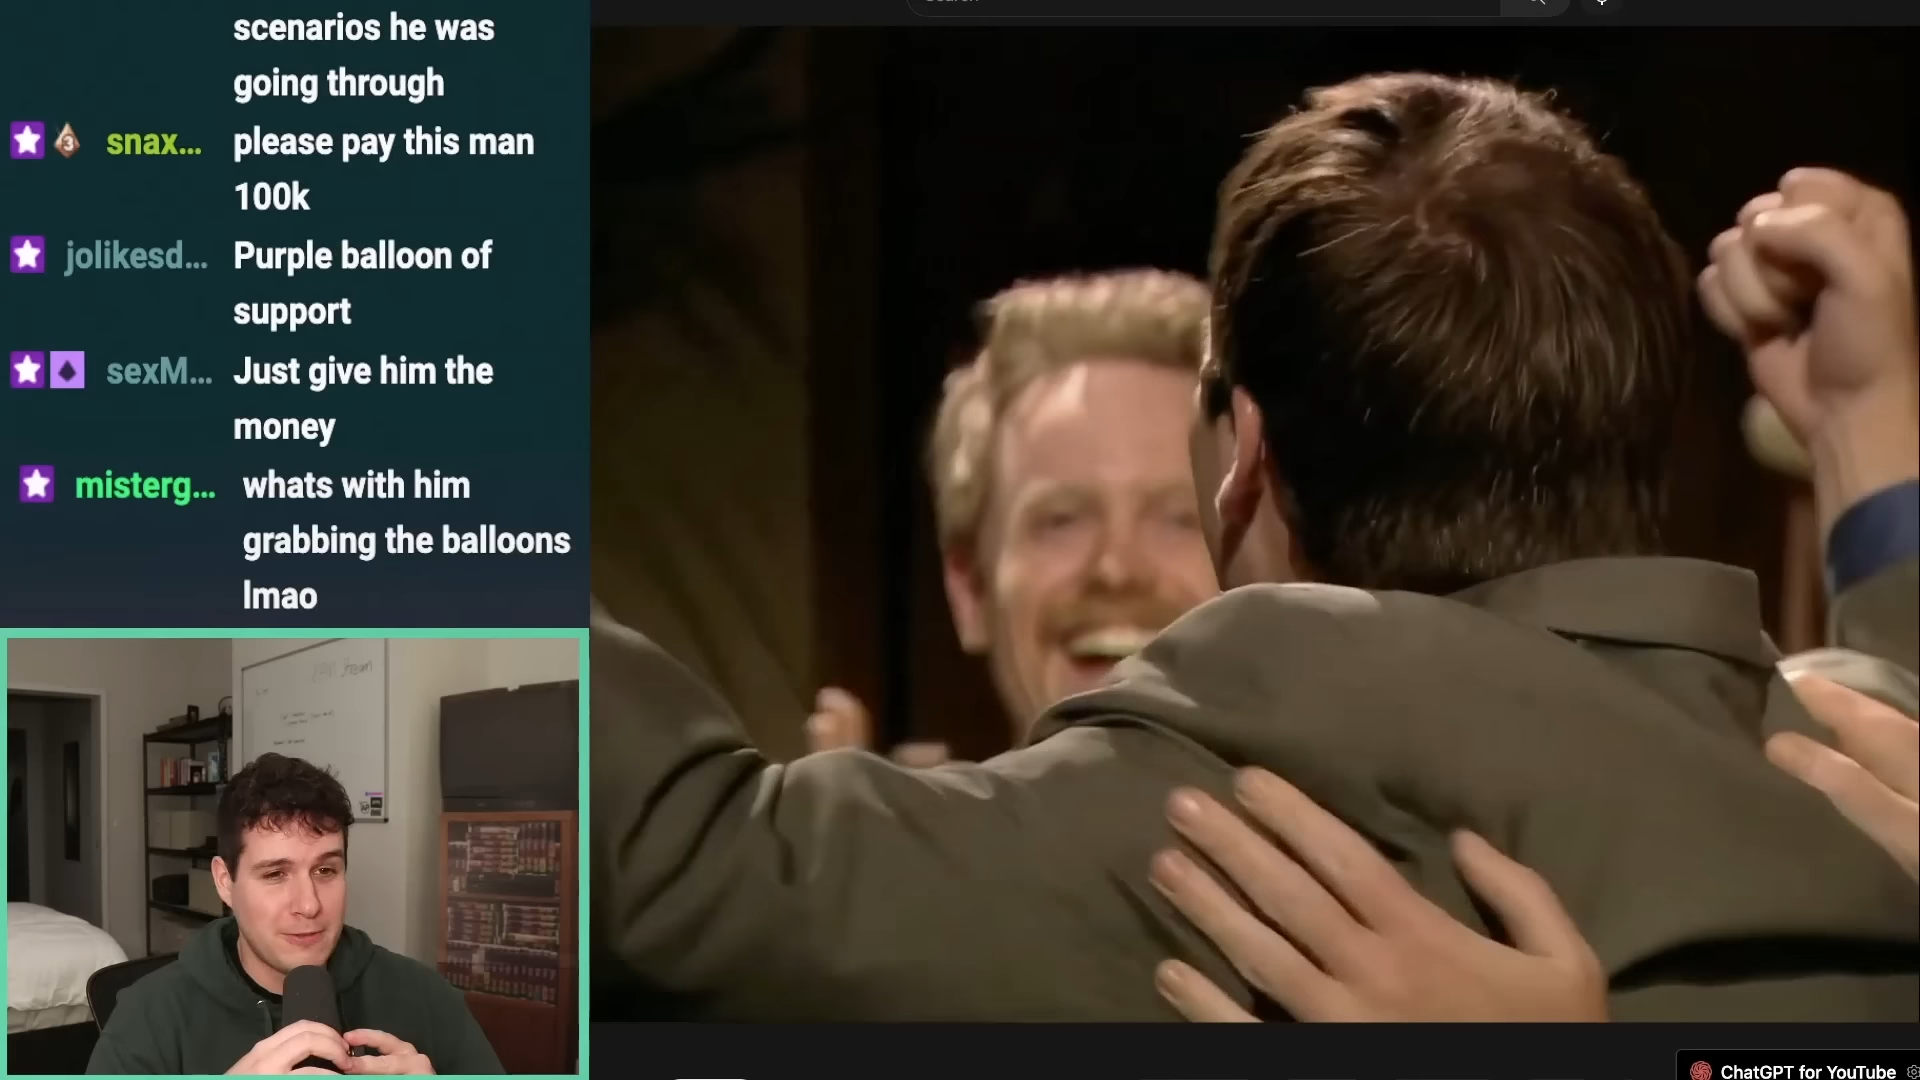 Search
scenarios he was
going through
snax... please pay this man
100k
jolikesd... Purple balloon of
support
sexM... Just give him the
money
misterg... whats with him
grabbing the balloons
lmao
ChatGPT for YouTube